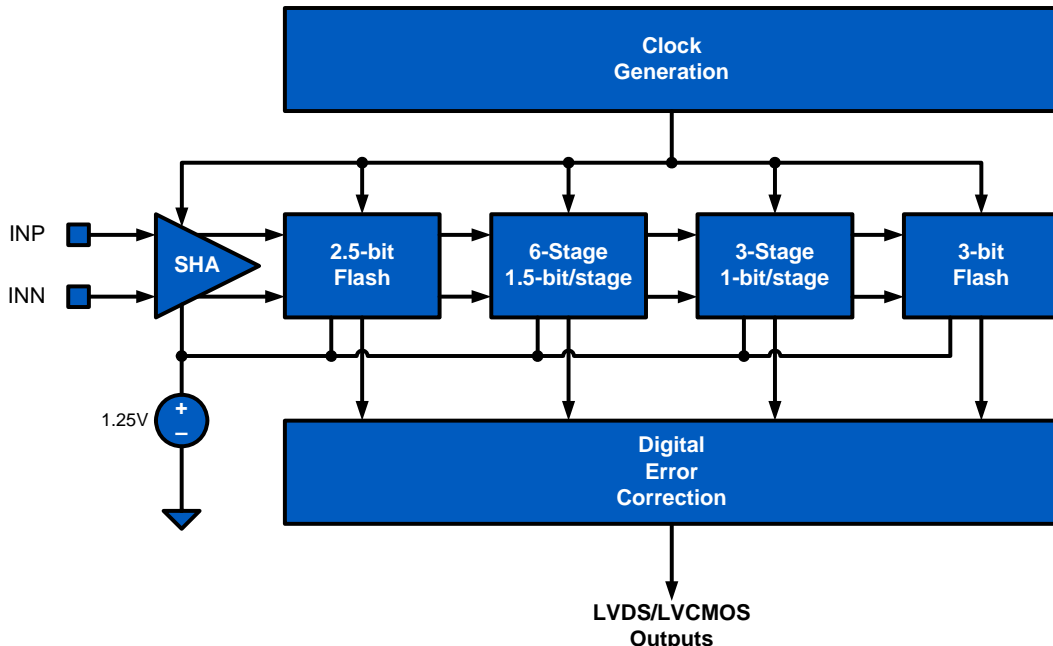 Clock
Generation
INP
INN
SHA
2.5-bit
Flash
6-Stage
1.5-bit/stage
3-Stage
1-bit/stage
3-bit
Flash
1.25V
+
–
Digital
Error
Correction
LVDS/LVCMOS
Outputs